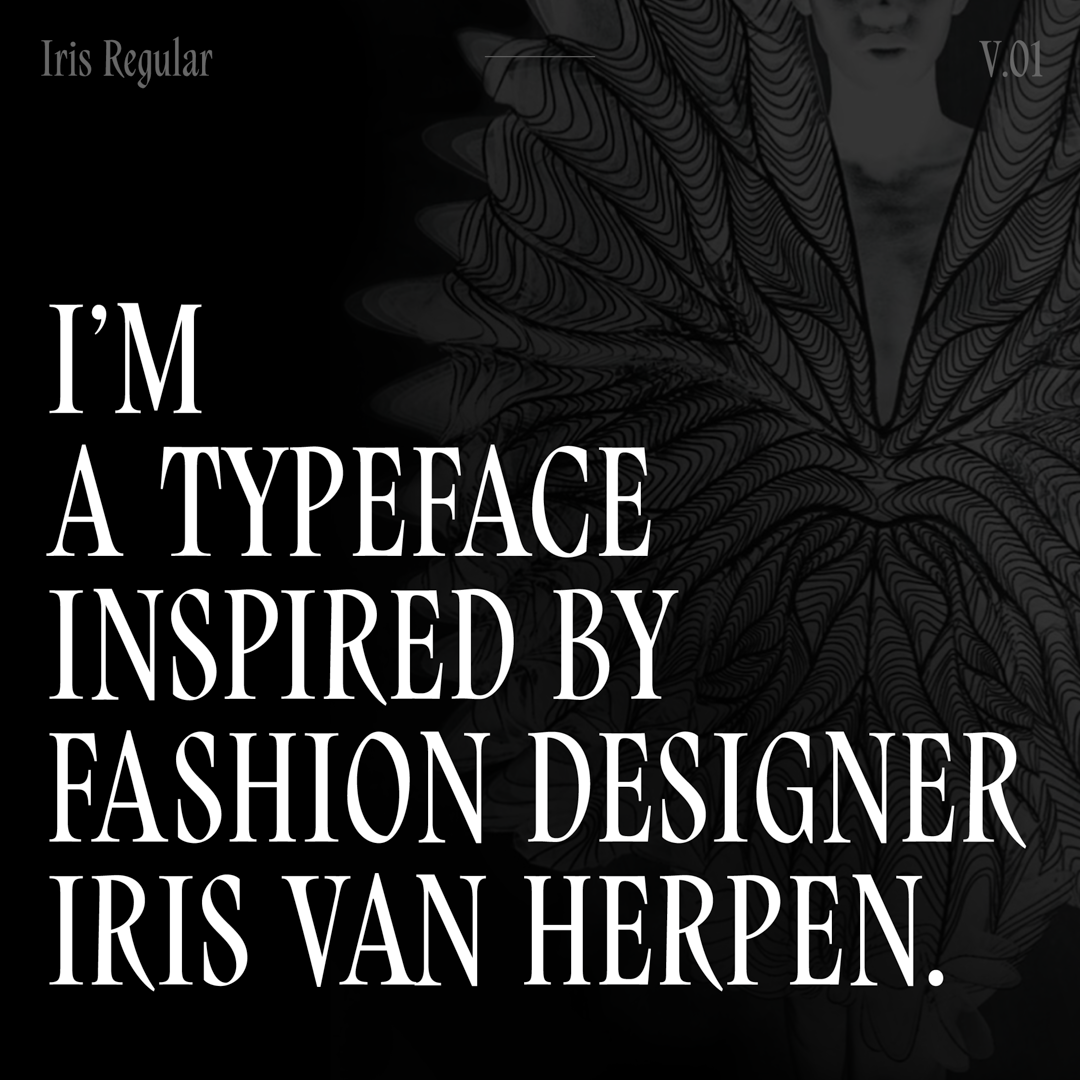 Iris Regular
V.01
I’M
A TYPEFACE
INSPIRED BY
FASHION DESIGNER
IRIS VAN HERPEN.